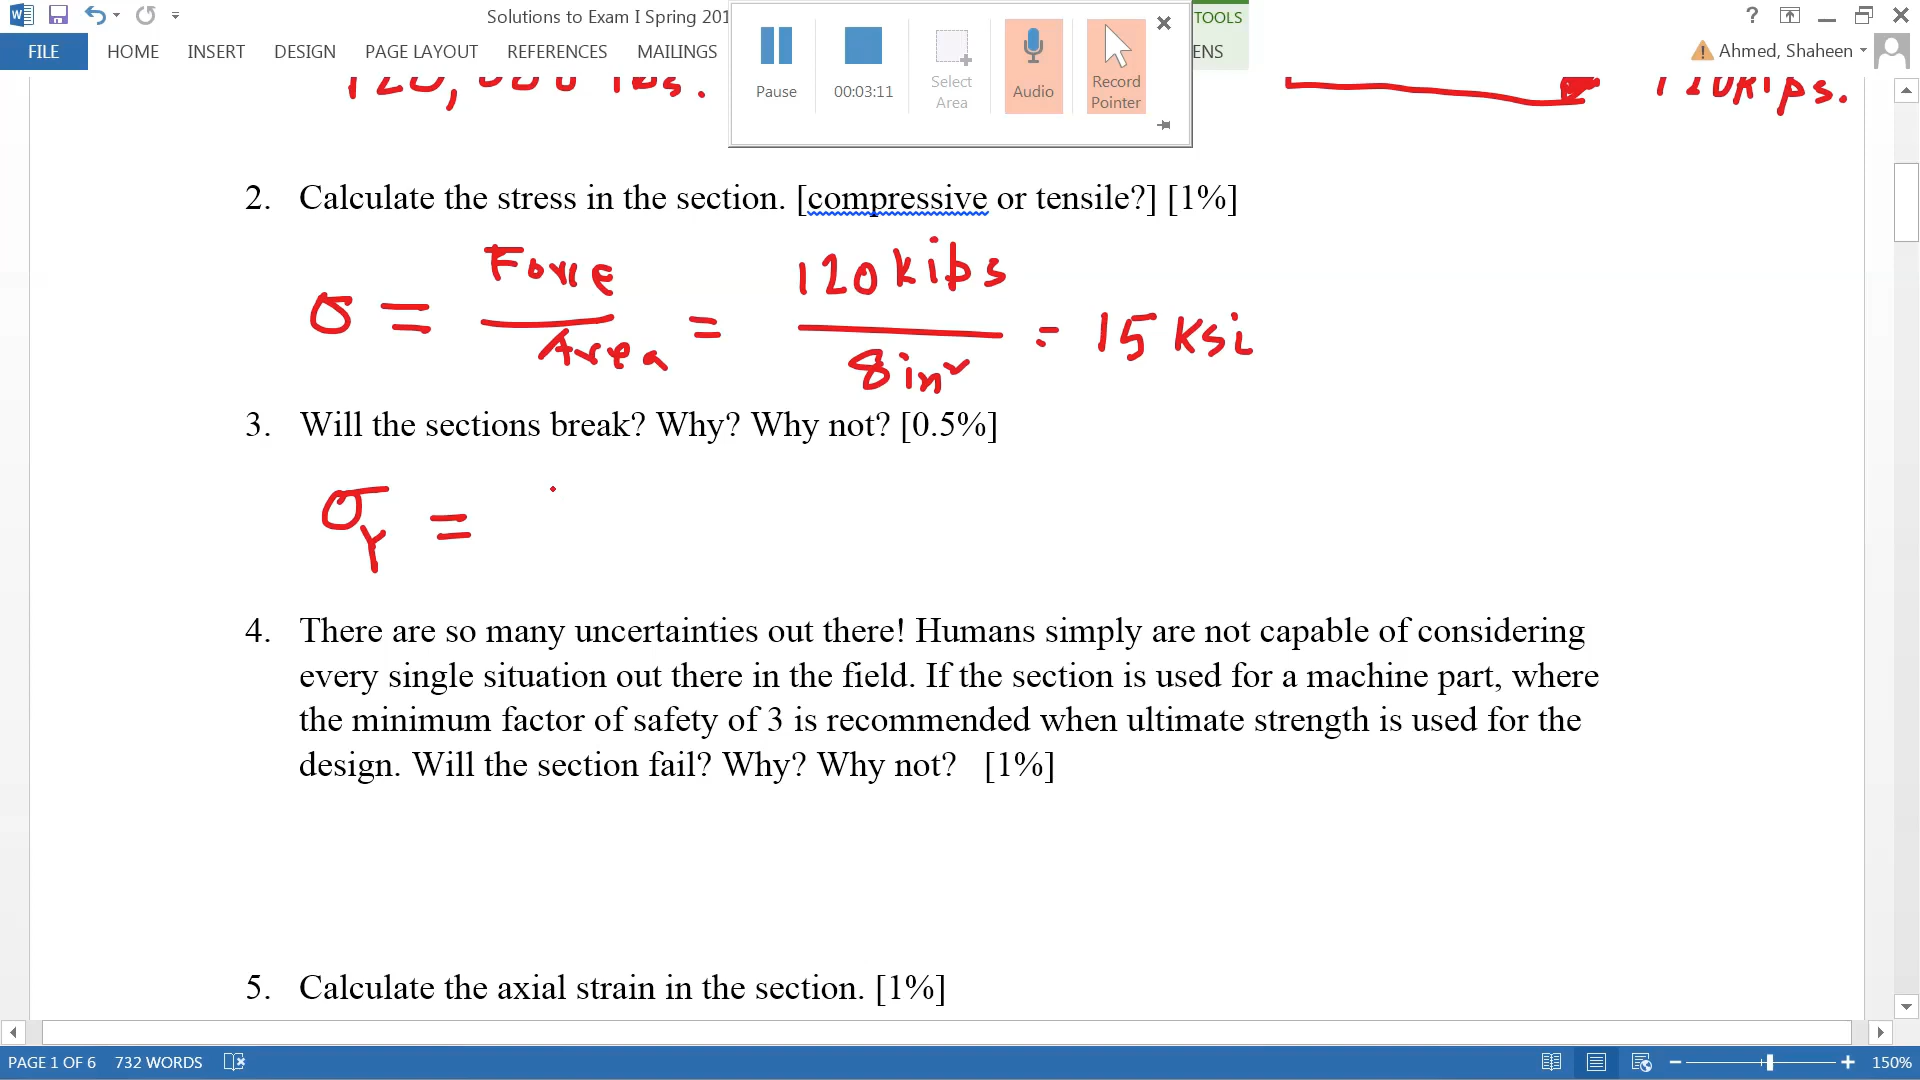 Solutions to Exam I Spring 201
TOOLS
?
FILE
HOME
INSERT
DESIGN
PAGE LAYOUT
REFERENCES
MAILINGS
ENS
Ahmed, Shaheen
Pause
00:03:11
Select Area
Audio
Record Pointer
120,000 lbs.
120kips.
2. Calculate the stress in the section. [compressive or tensile?] [1%]
σ = Force / Area = 120 kips / 8 in² = 15 ksi
3. Will the sections break? Why? Why not? [0.5%]
σY =
4. There are so many uncertainties out there! Humans simply are not capable of considering
every single situation out there in the field. If the section is used for a machine part, where
the minimum factor of safety of 3 is recommended when ultimate strength is used for the
design. Will the section fail? Why? Why not? [1%]
5. Calculate the axial strain in the section. [1%]
PAGE 1 OF 6
732 WORDS
150%